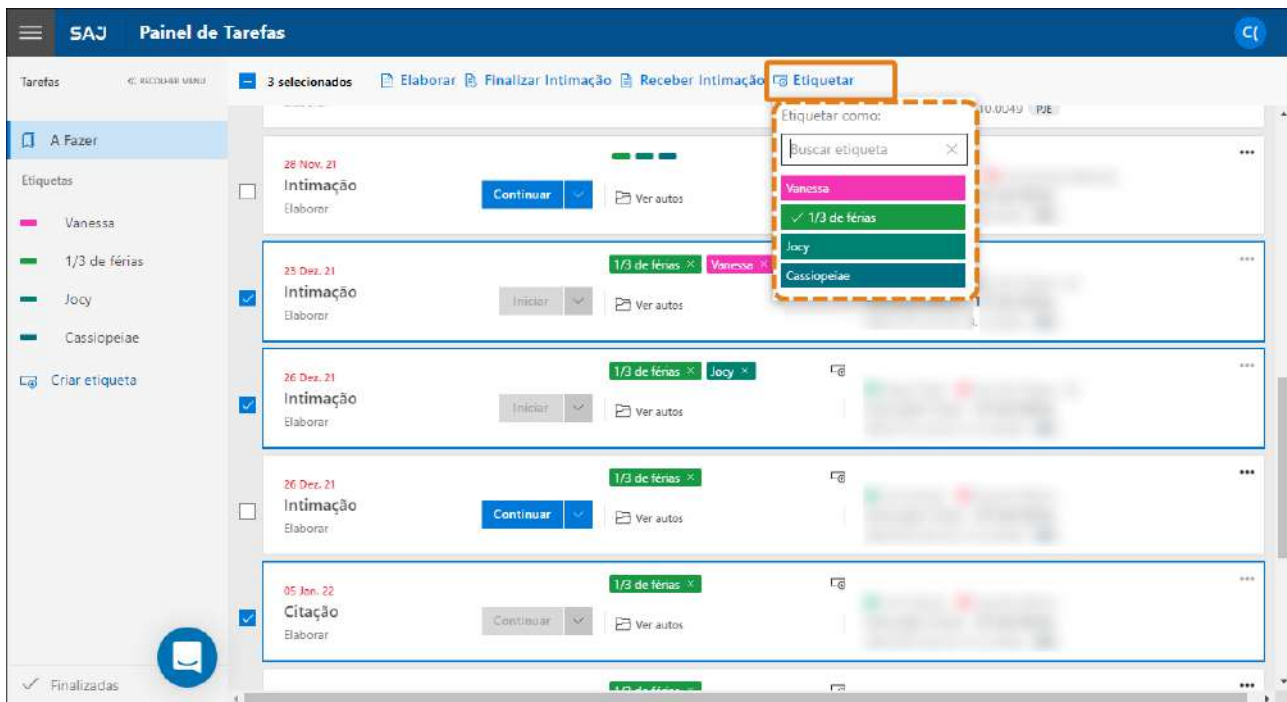 SAJ Painel de Tarefas C(
Tarefas << RECOLHER MENU
3 selecionados Elaborar Finalizar Intimação Receber Intimação Etiquetar
A Fazer
Etiquetas
Vanessa
1/3 de férias
Jocy
Cassiopeiae
Criar etiqueta
Finalizadas
10.0049 PJE
Etiquetar como:
Buscar etiqueta
Vanessa
1/3 de férias
Jocy
Cassiopeiae
28 Nov. 21
Intimação
Elaborar
Continuar
Ver autos
23 Dez. 21
Intimação
Elaborar
Iniciar
1/3 de férias × Vanessa ×
Ver autos
26 Dez. 21
Intimação
Elaborar
Iniciar
1/3 de férias × Jocy ×
Ver autos
26 Dez. 21
Intimação
Elaborar
Continuar
1/3 de férias ×
Ver autos
05 Jan. 22
Citação
Elaborar
Continuar
1/3 de férias ×
Ver autos